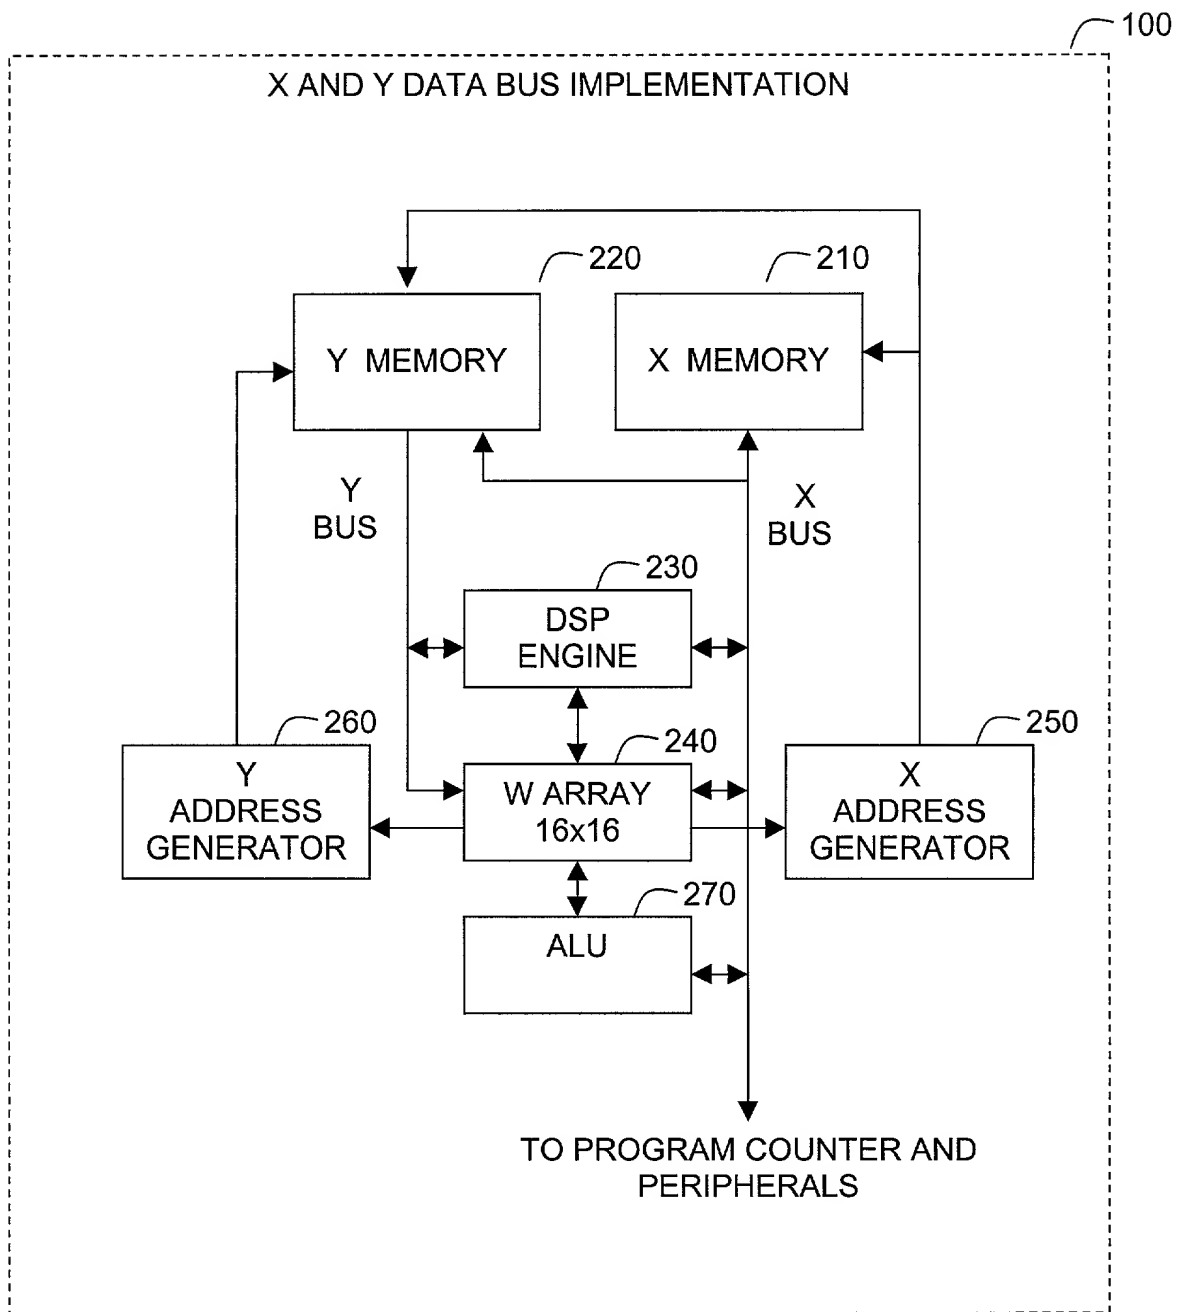 100
X AND Y DATA BUS IMPLEMENTATION
220
210
Y MEMORY
X MEMORY
Y
BUS
X
BUS
230
DSP
ENGINE
260
240
250
Y
ADDRESS
GENERATOR
W ARRAY
16x16
X
ADDRESS
GENERATOR
270
ALU
TO PROGRAM COUNTER AND
PERIPHERALS